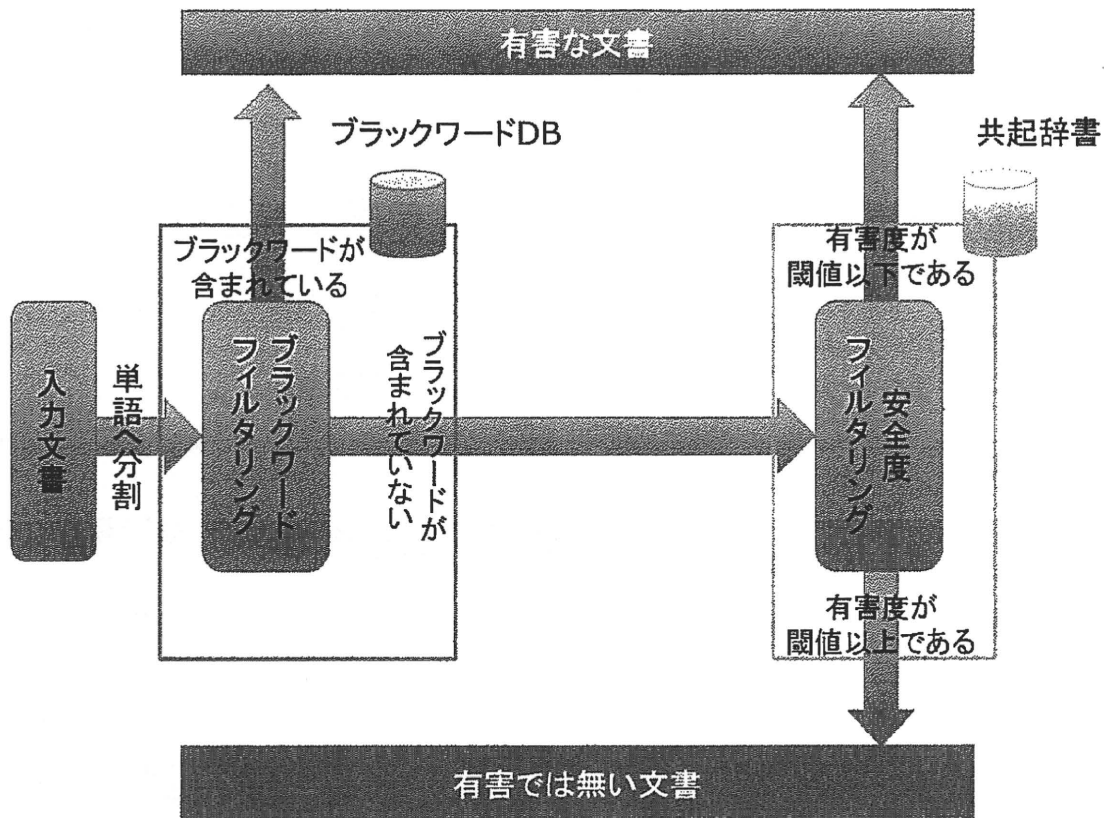 有害な文書
ブラックワードDB
共起辞書
ブラックワードが
含まれている
有害度が
閾値以下である
入力文書
単語へ分割
ブラックワード
フィルタリング
ブラックワードが
含まれていない
安全度
フィルタリング
有害度が
閾値以上である
有害では無い文書